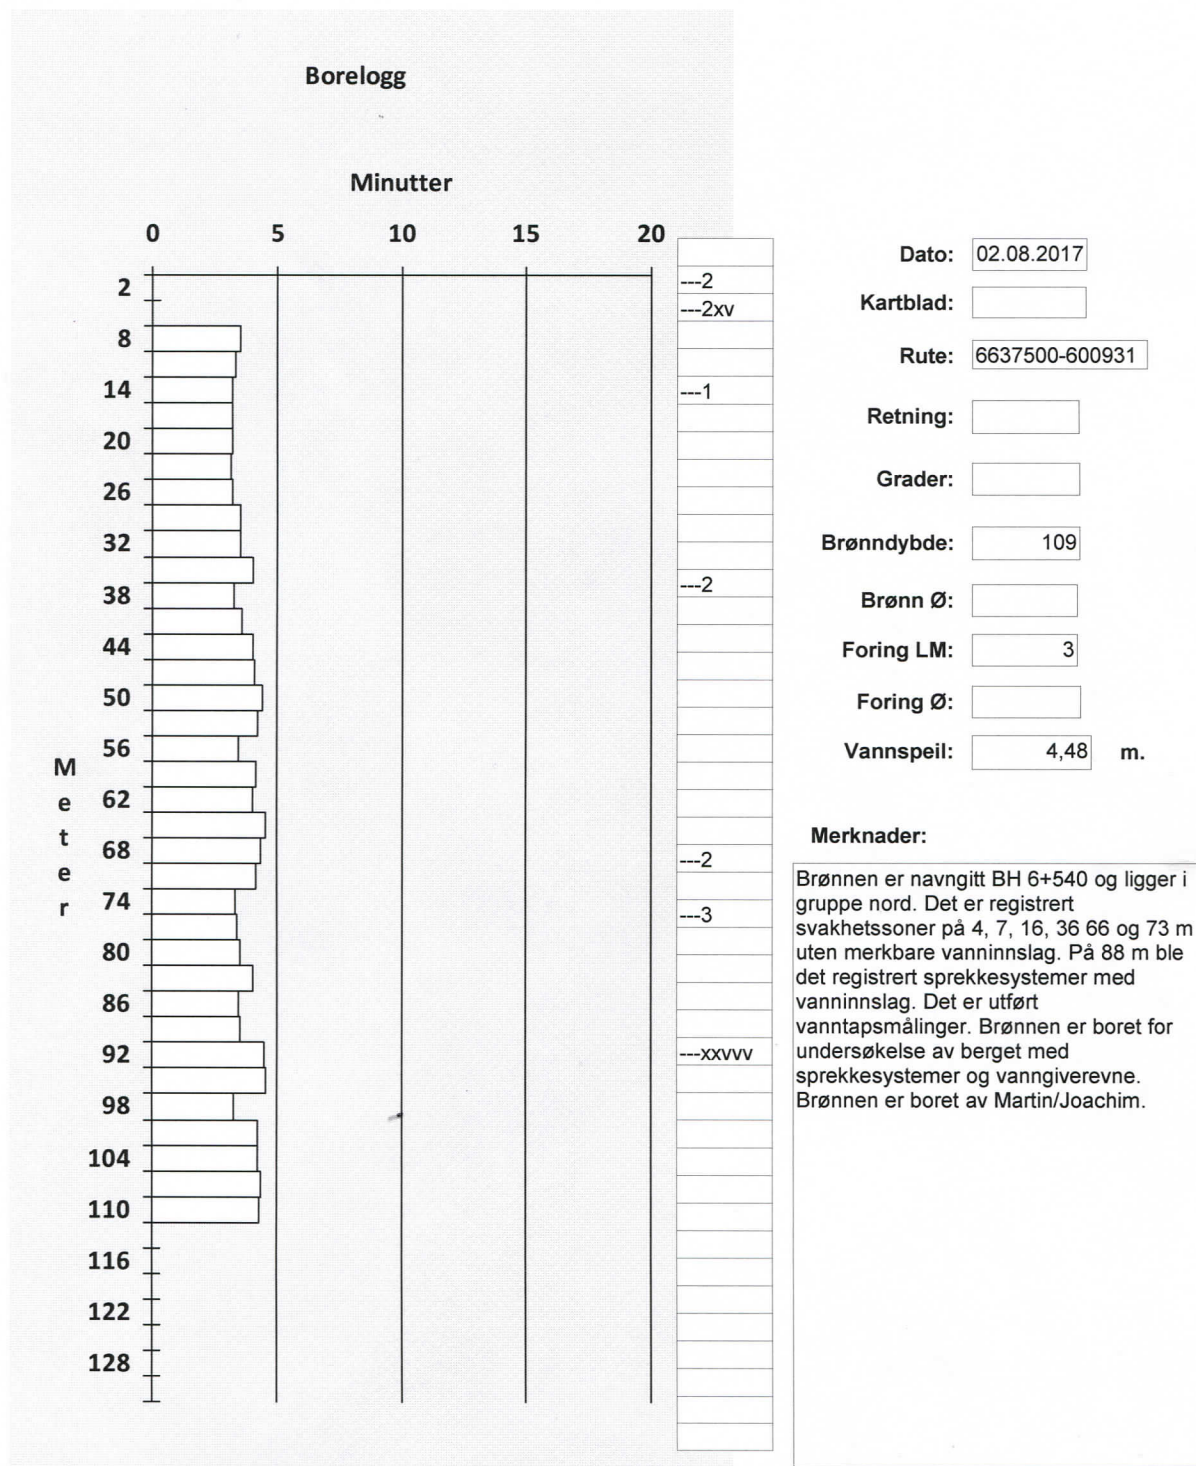 Borelogg
Minutter
0 5 10 15 20
2
8
14
20
26
32
38
44
50
56
62
68
74
80
86
92
98
104
110
116
122
128
Meter
---2
---2xv
---1
---2
---2
---3
---xxvvv
Dato: 02.08.2017
Kartblad:
Rute: 6637500-600931
Retning:
Grader:
Brønndybde: 109
Brønn Ø:
Foring LM: 3
Foring Ø:
Vannspeil: 4,48 m.
Merknader:
Brønnen er navngitt BH 6+540 og ligger i
gruppe nord. Det er registrert
svakhetssoner på 4, 7, 16, 36 66 og 73 m
uten merkbare vanninnslag. På 88 m ble
det registrert sprekkesystemer med
vanninnslag. Det er utført
vanntapsmålinger. Brønnen er boret for
undersøkelse av berget med
sprekkesystemer og vanngiverevne.
Brønnen er boret av Martin/Joachim.